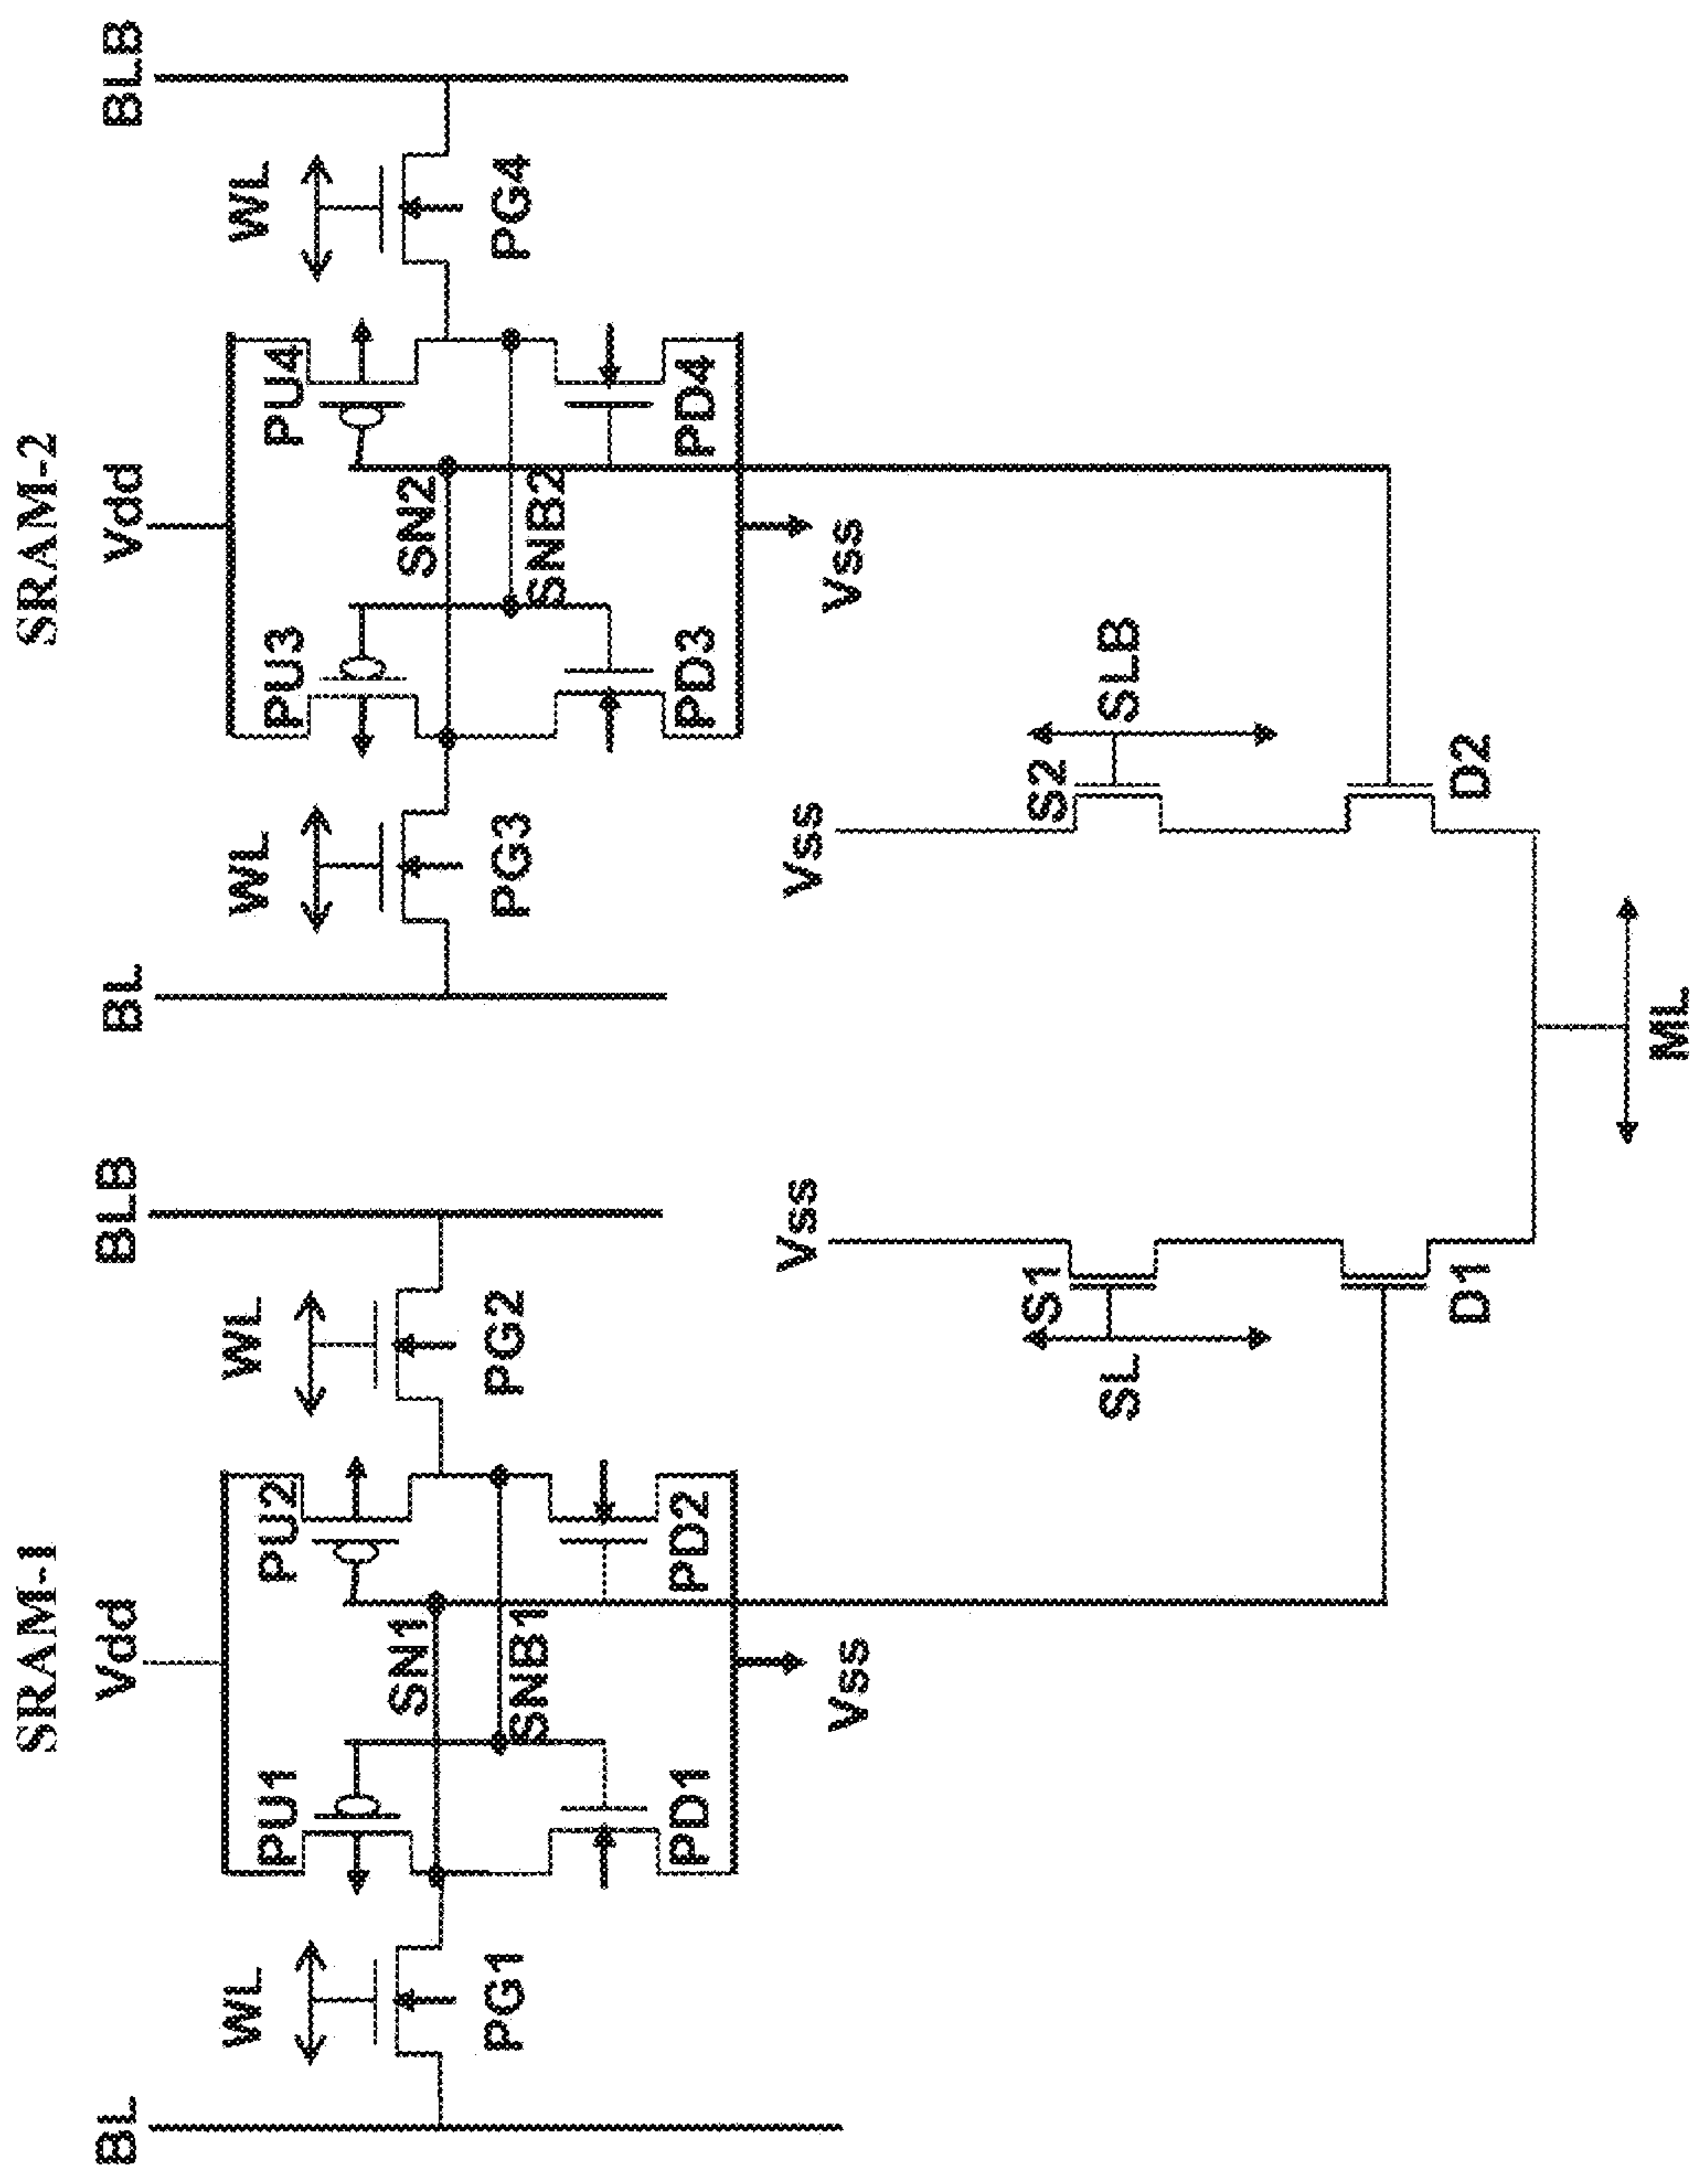 SRAM-1
SRAM-2
BL
Vdd
BLB
BL
Vdd
BLB
WL
PU1
PU2
WL
WL
PU3
PU4
WL
SN1
SN2
PG1
SNB1
PG2
PG3
SNB2
PG4
PD1
PD2
PD3
PD4
Vss
Vss
Vss
Vss
SL
S1
S2
SLB
D1
D2
ML